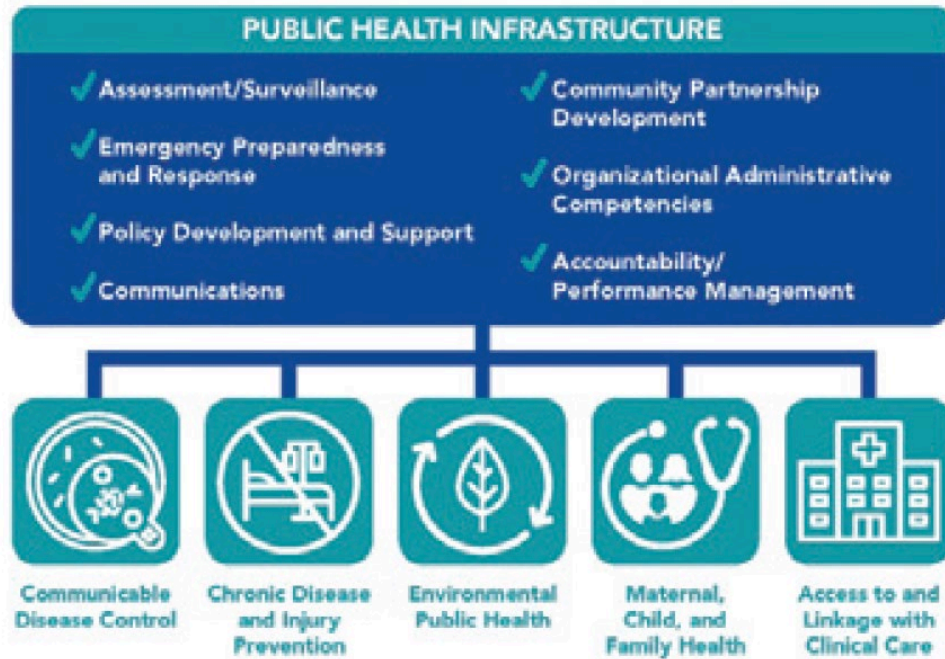 PUBLIC HEALTH INFRASTRUCTURE
Assessment/Surveillance
Emergency Preparedness
and Response
Policy Development and Support
Communications
Community Partnership
Development
Organizational Administrative
Competencies
Accountability/
Performance Management
Communicable
Disease Control
Chronic Disease
and Injury
Prevention
Environmental
Public Health
Maternal,
Child, and
Family Health
Access to and
Linkage with
Clinical Care